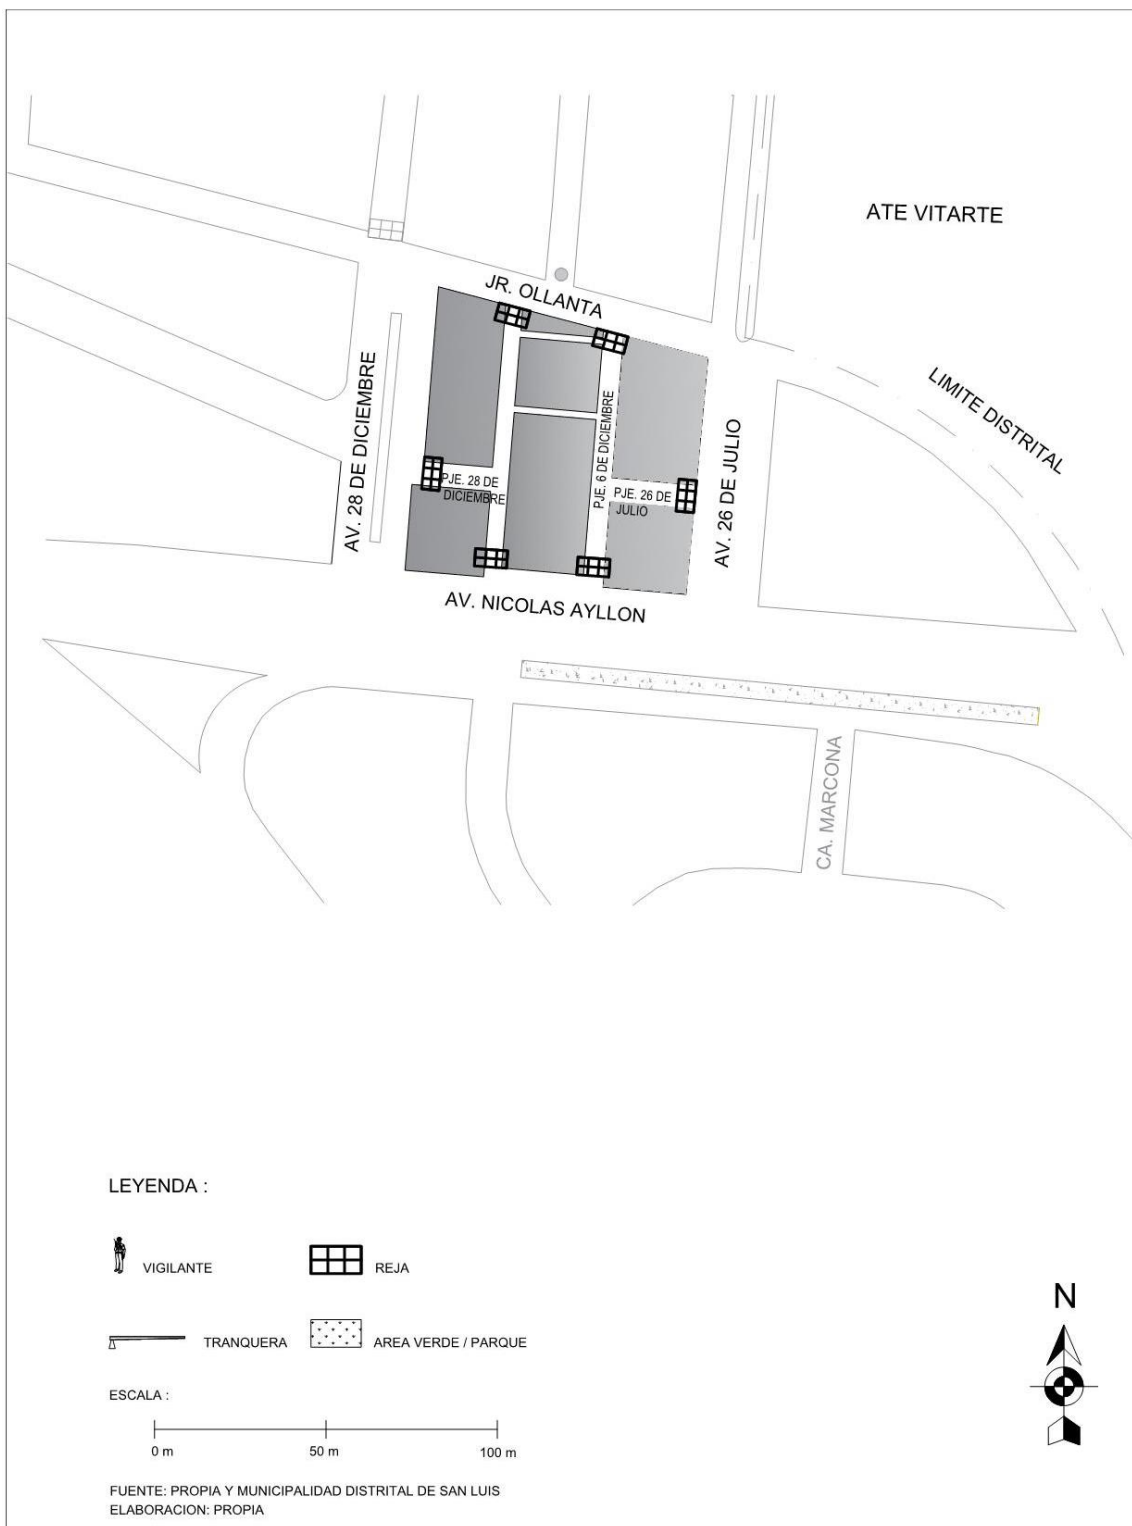 ATE VITARTE
JR. OLLANTA
LIMITE DISTRITAL
AV. 28 DE DICIEMBRE
PJE. 28 DE
DICIEMBRE
PJE. 6 DE DICIEMBRE
PJE. 26 DE
JULIO
AV. 26 DE JULIO
AV. NICOLAS AYLLON
CA. MARCONA
LEYENDA :
VIGILANTE
REJA
TRANQUERA
AREA VERDE / PARQUE
ESCALA :
0 m
50 m
100 m
N
FUENTE: PROPIA Y MUNICIPALIDAD DISTRITAL DE SAN LUIS
ELABORACION: PROPIA